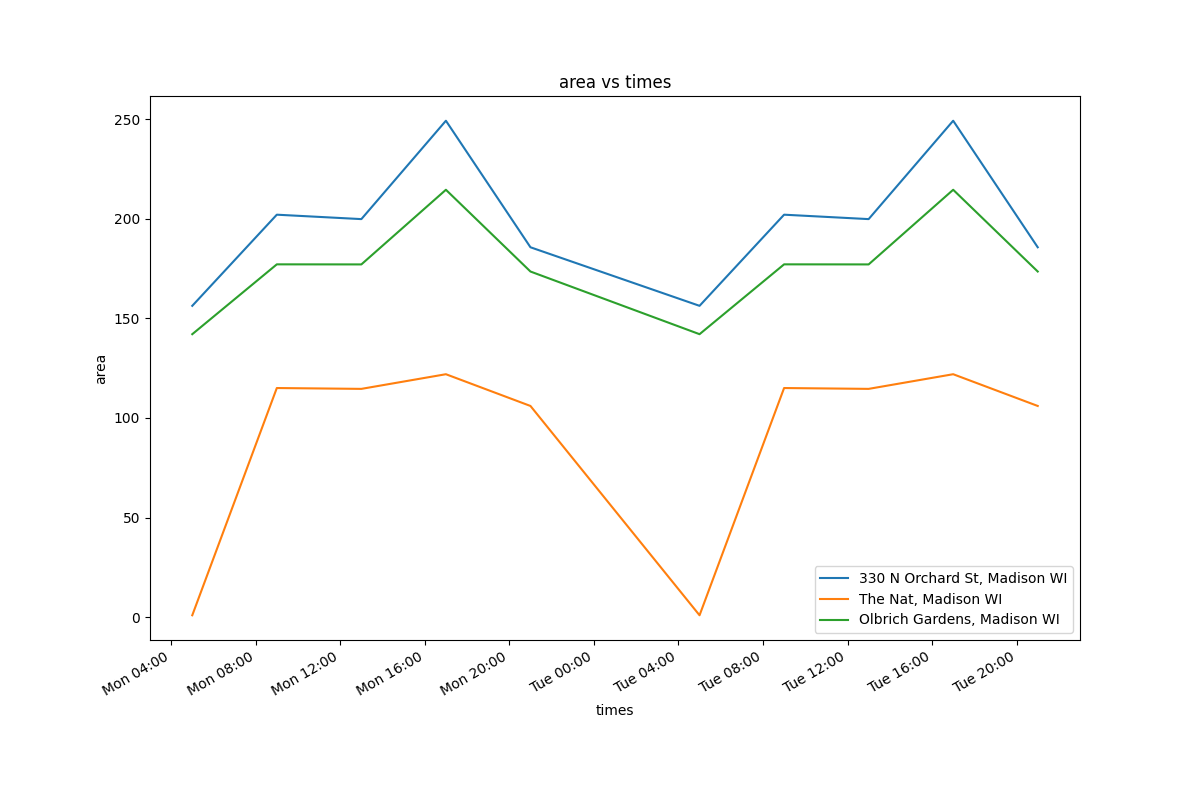 area vs times
250
200
150
100
50
0
area
Mon 04:00
Mon 08:00
Mon 12:00
Mon 16:00
Mon 20:00
Tue 00:00
Tue 04:00
Tue 08:00
Tue 12:00
Tue 16:00
Tue 20:00
times
330 N Orchard St, Madison WI
The Nat, Madison WI
Olbrich Gardens, Madison WI